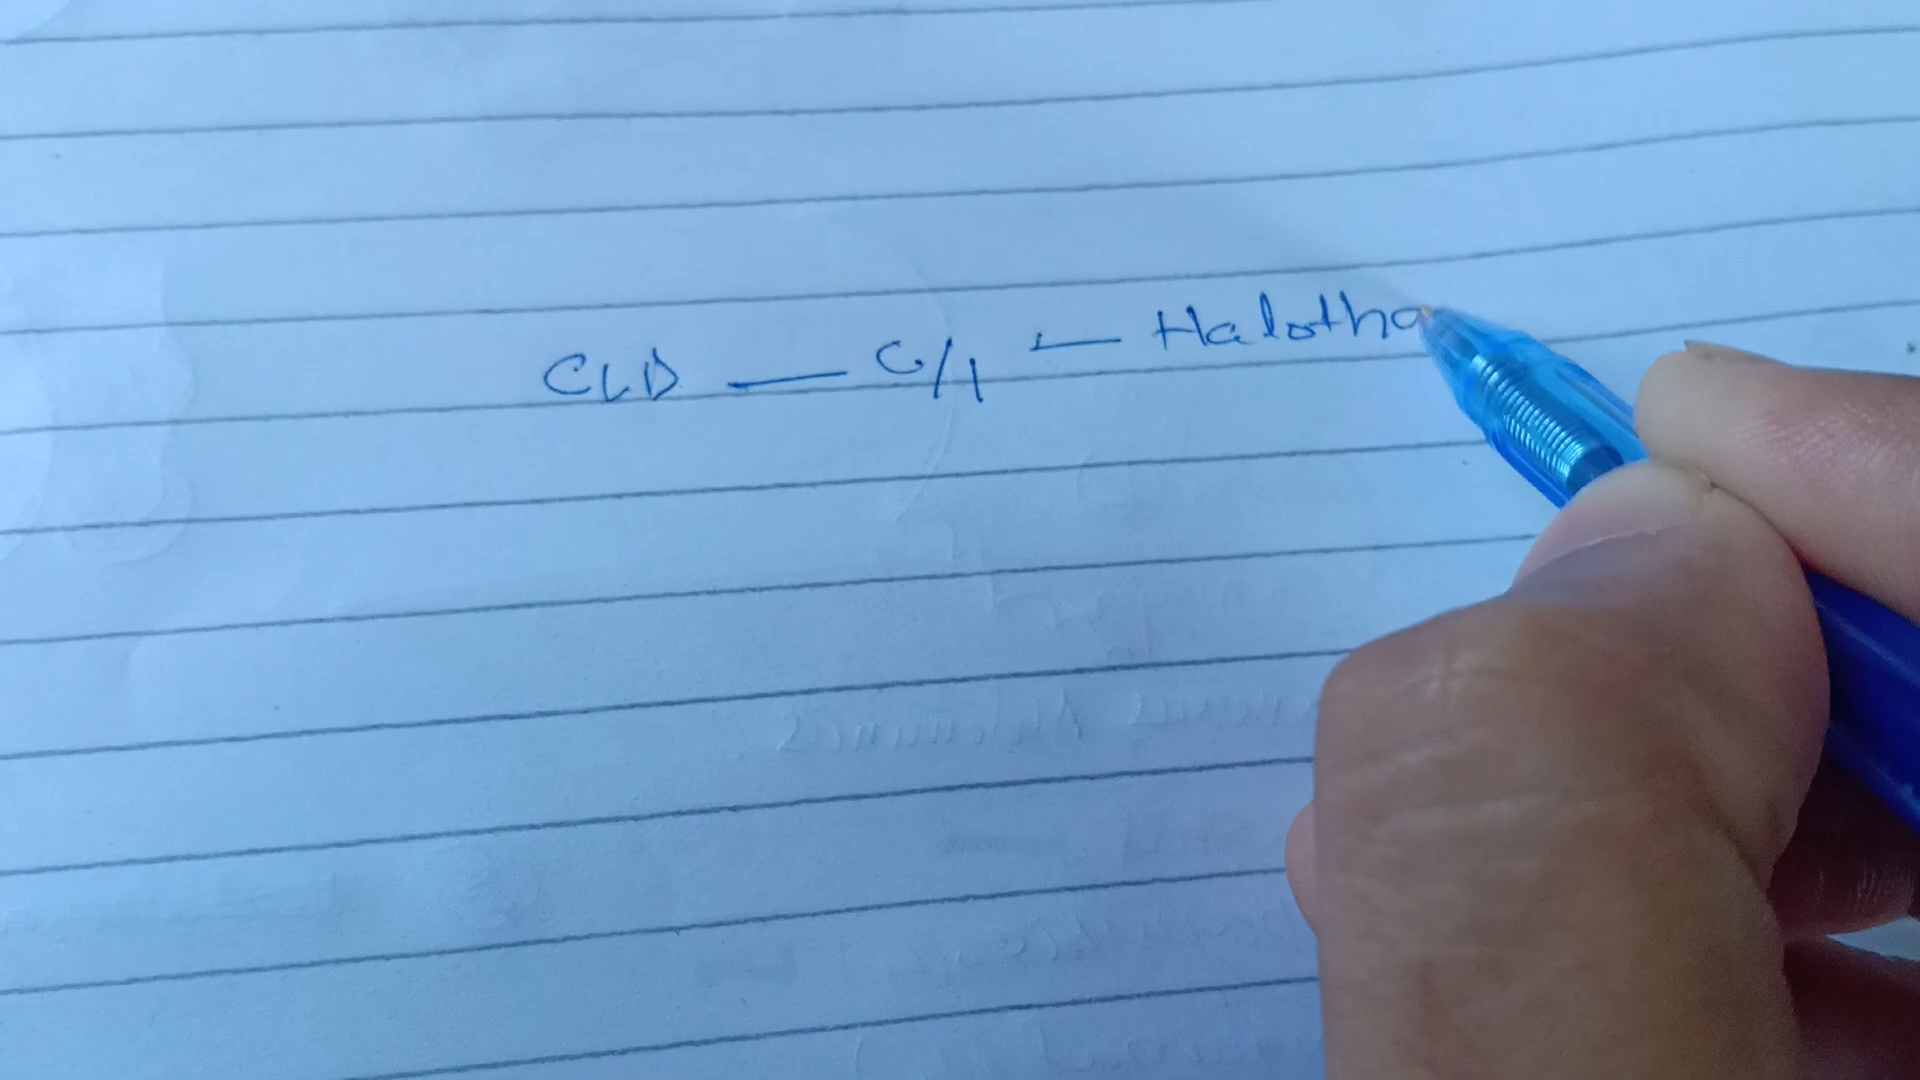 CLD — C/I — Halotha